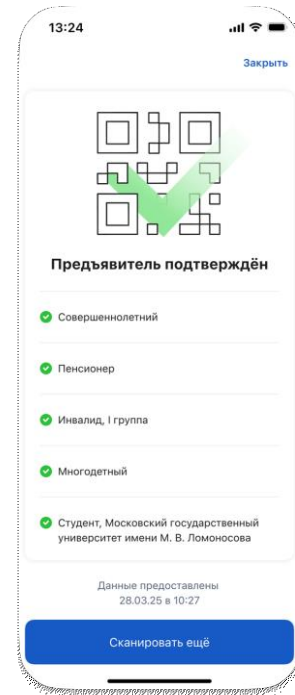 13:24
Закрыть
Предъявитель подтверждён
Совершеннолетний
Пенсионер
Инвалид, I группа
Многодетный
Студент, Московский государственный
университет имени М. В. Ломоносова
Данные предоставлены
28.03.25 в 10:27
Сканировать ещё